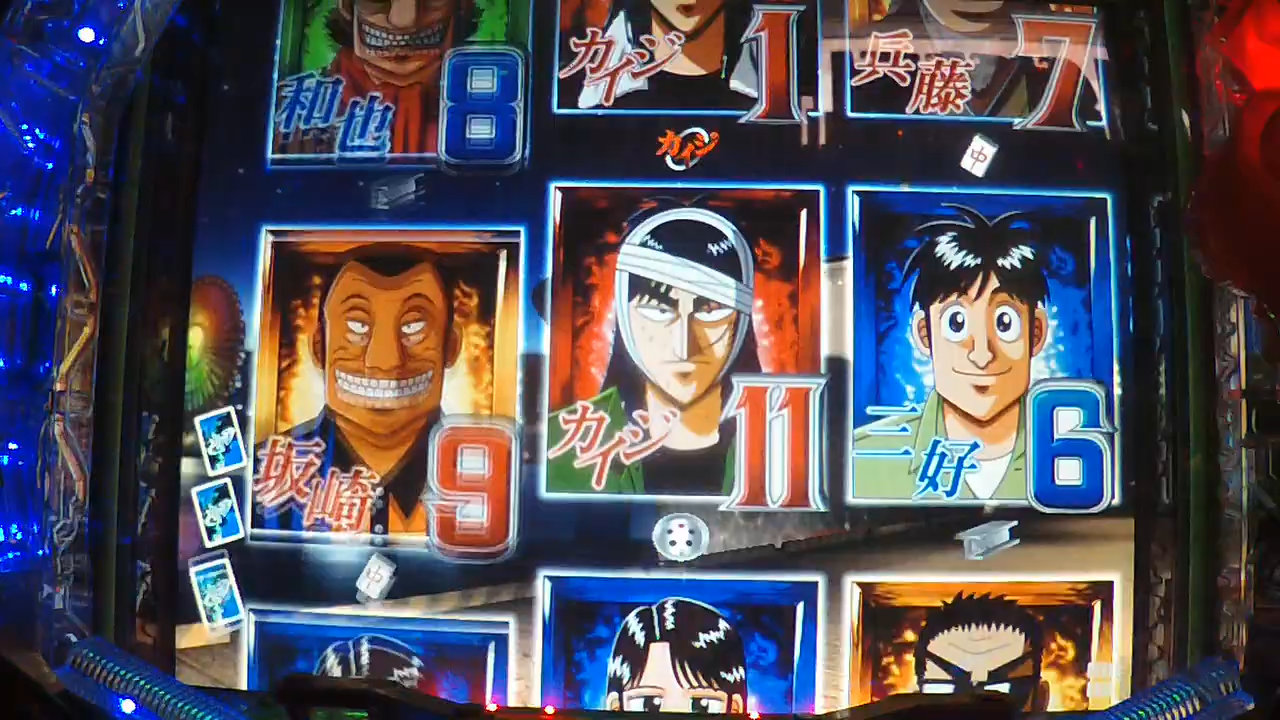 和也 8
カイジ 1
兵藤 7
カイジ
中
坂崎 9
カイジ 11
三好 6
中